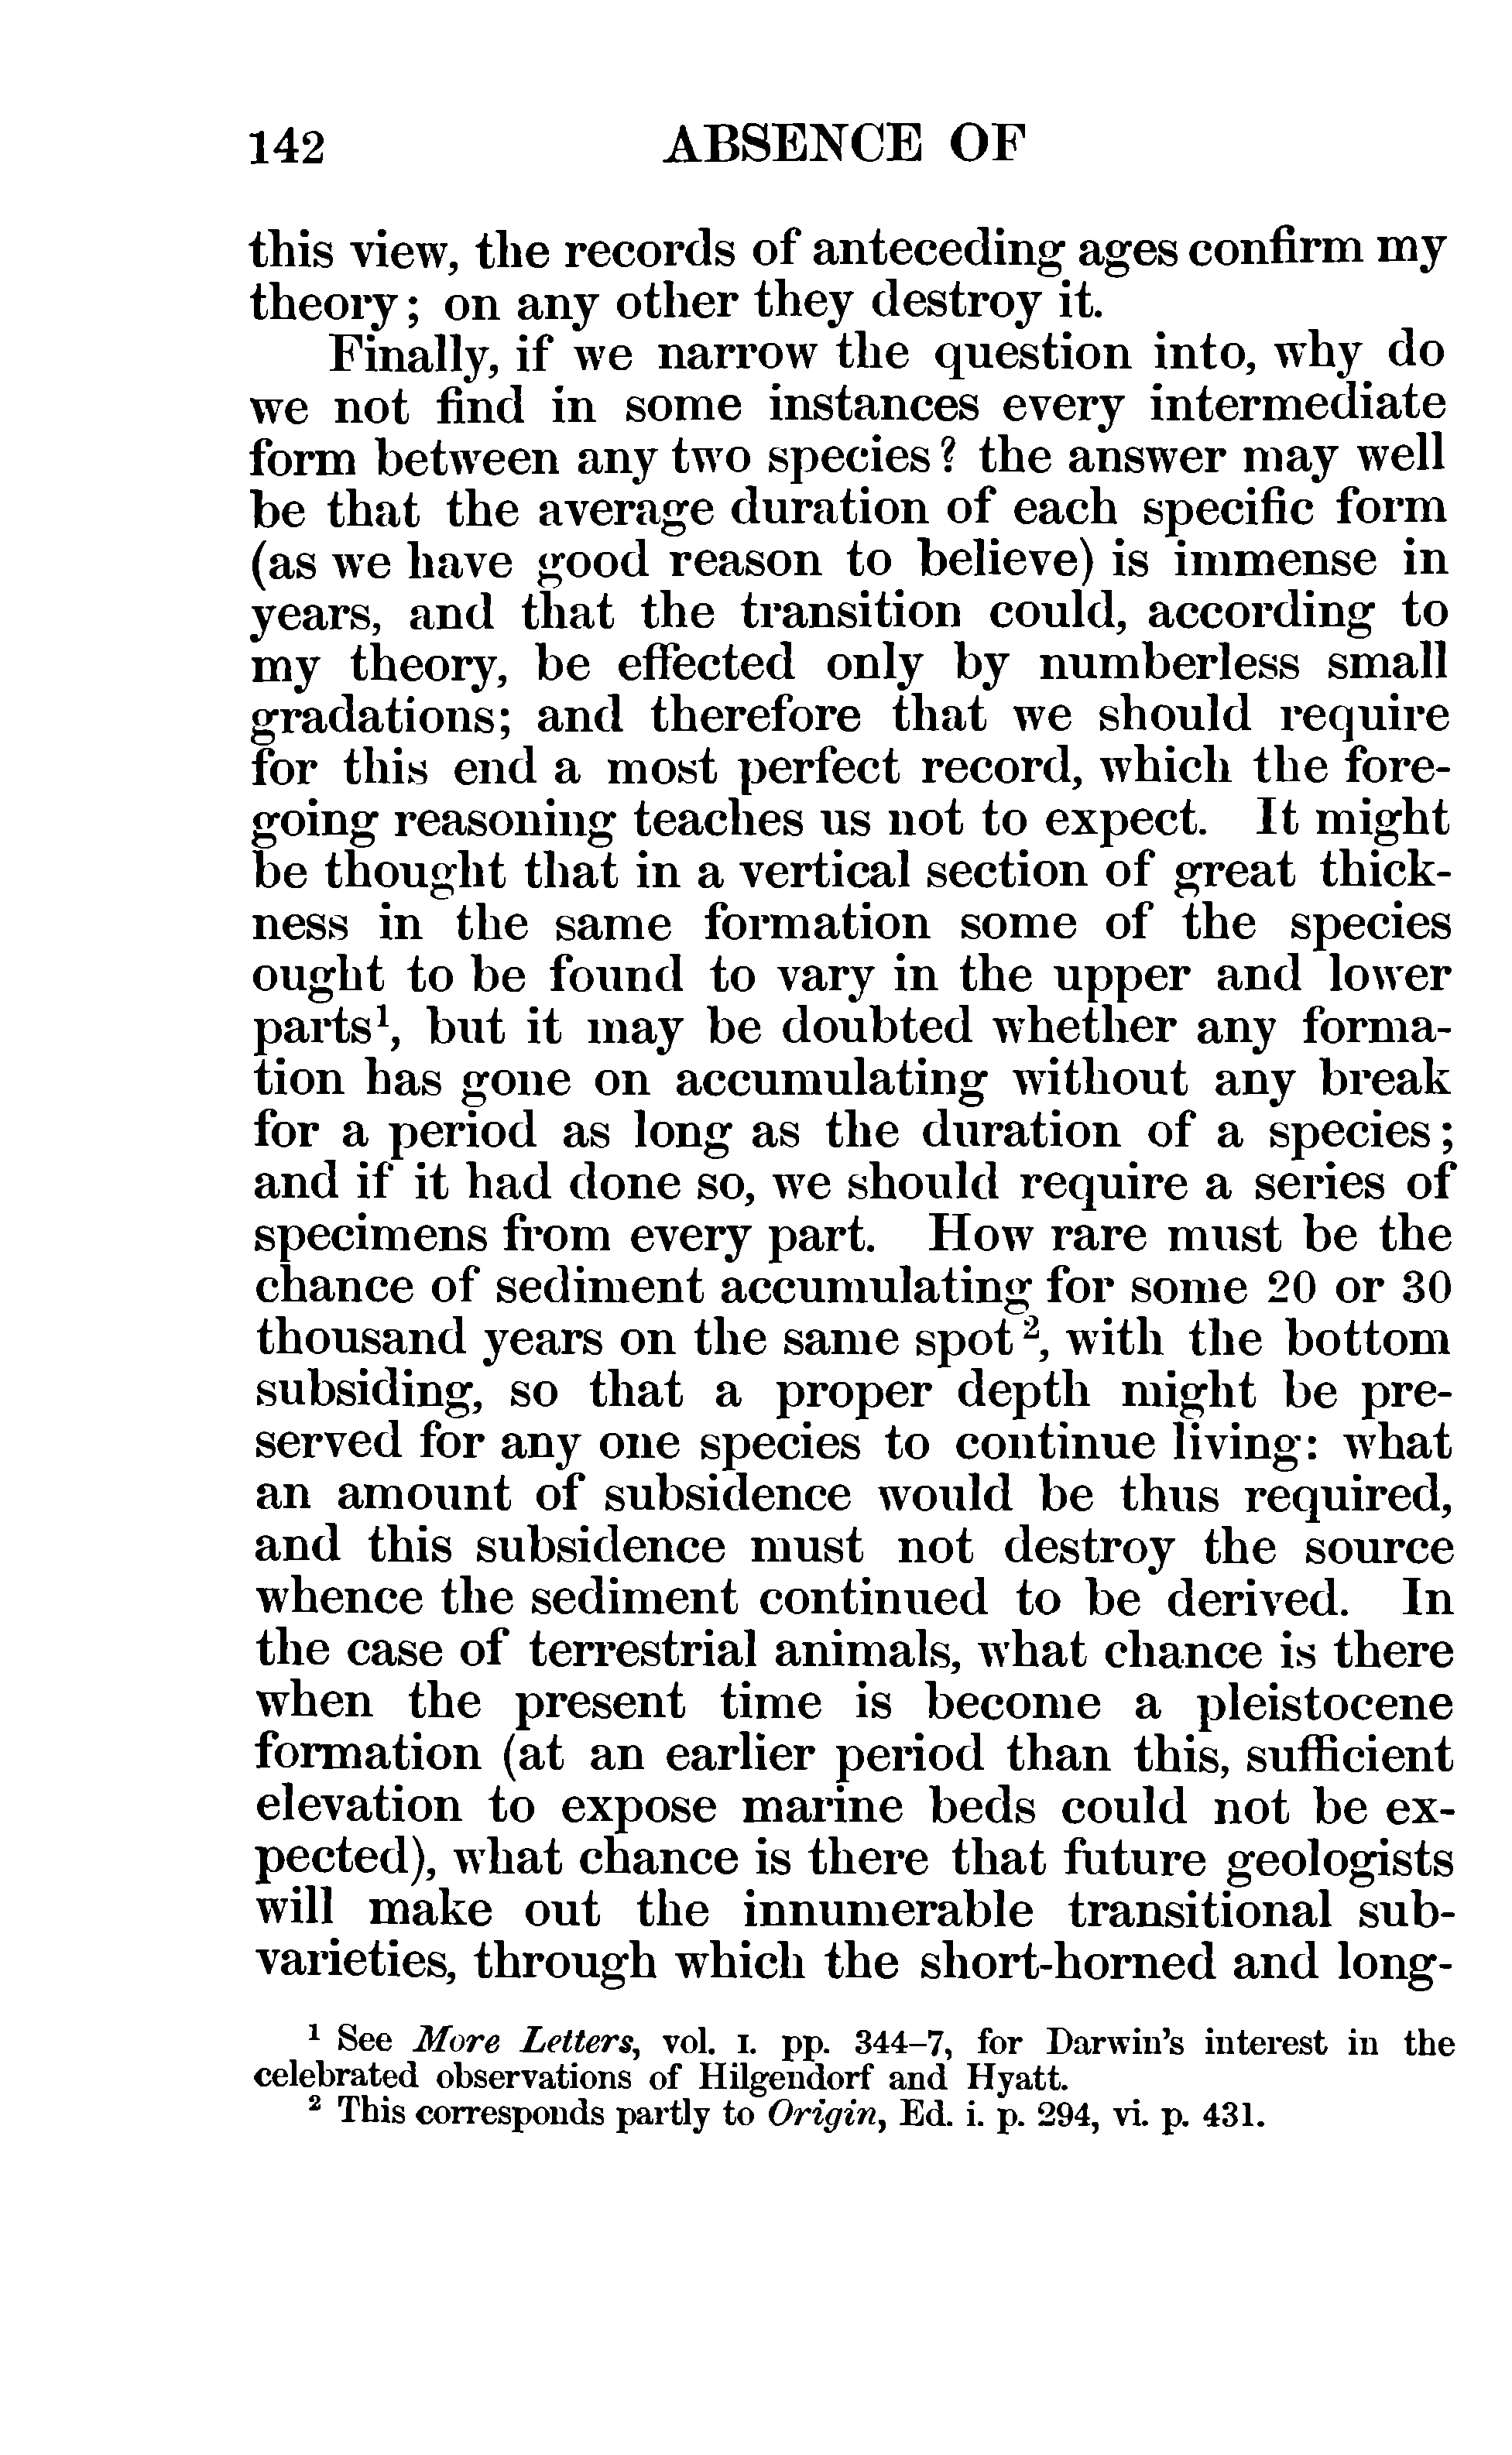 142 ABSENCE OF
this view, the records of anteceding ages confirm my
theory; on any other they destroy it.
Finally, if we narrow the question into, why do
we not find in some instances every intermediate
form between any two species? the answer may well
be that the average duration of each specific form
(as we have good reason to believe) is immense in
years, and that the transition could, according to
my theory, be effected only by numberless small
gradations; and therefore that we should require
for this end a most perfect record, which the fore-
going reasoning teaches us not to expect. It might
be thought that in a vertical section of great thick-
ness in the same formation some of the species
ought to be found to vary in the upper and lower
parts¹, but it may be doubted whether any forma-
tion has gone on accumulating without any break
for a period as long as the duration of a species;
and if it had done so, we should require a series of
specimens from every part. How rare must be the
chance of sediment accumulating for some 20 or 30
thousand years on the same spot², with the bottom
subsiding, so that a proper depth might be pre-
served for any one species to continue living: what
an amount of subsidence would be thus required,
and this subsidence must not destroy the source
whence the sediment continued to be derived. In
the case of terrestrial animals, what chance is there
when the present time is become a pleistocene
formation (at an earlier period than this, sufficient
elevation to expose marine beds could not be ex-
pected), what chance is there that future geologists
will make out the innumerable transitional sub-
varieties, through which the short-horned and long-
¹ See More Letters, vol. I. pp. 344–7, for Darwin's interest in the
celebrated observations of Hilgendorf and Hyatt.
² This corresponds partly to Origin, Ed. i. p. 294, vi. p. 431.